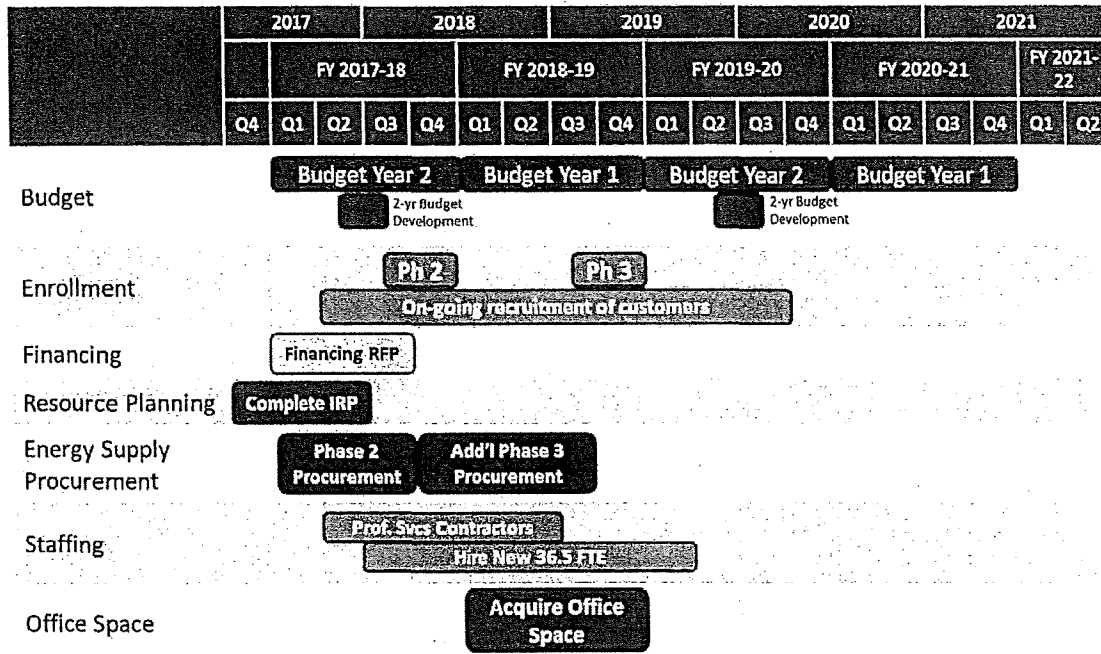 2017 2018 2019 2020 2021
FY 2017-18 FY 2018-19 FY 2019-20 FY 2020-21 FY 2021-
22
Q4 Q1 Q2 Q3 Q4 Q1 Q2 Q3 Q4 Q1 Q2 Q3 Q4 Q1 Q2 Q3 Q4 Q1 Q2
Budget
Budget Year 2 Budget Year 1 Budget Year 2 Budget Year 1
2-yr Budget
Development
2-yr Budget
Development
Enrollment
Ph 2 Ph 3
On-going recruitment of customers
Financing
Financing RFP
Resource Planning
Complete IRP
Energy Supply
Procurement
Phase 2
Procurement
Add'l Phase 3
Procurement
Staffing
Prof. Svcs Contractors
Hire New 36.5 FTE
Office Space
Acquire Office
Space